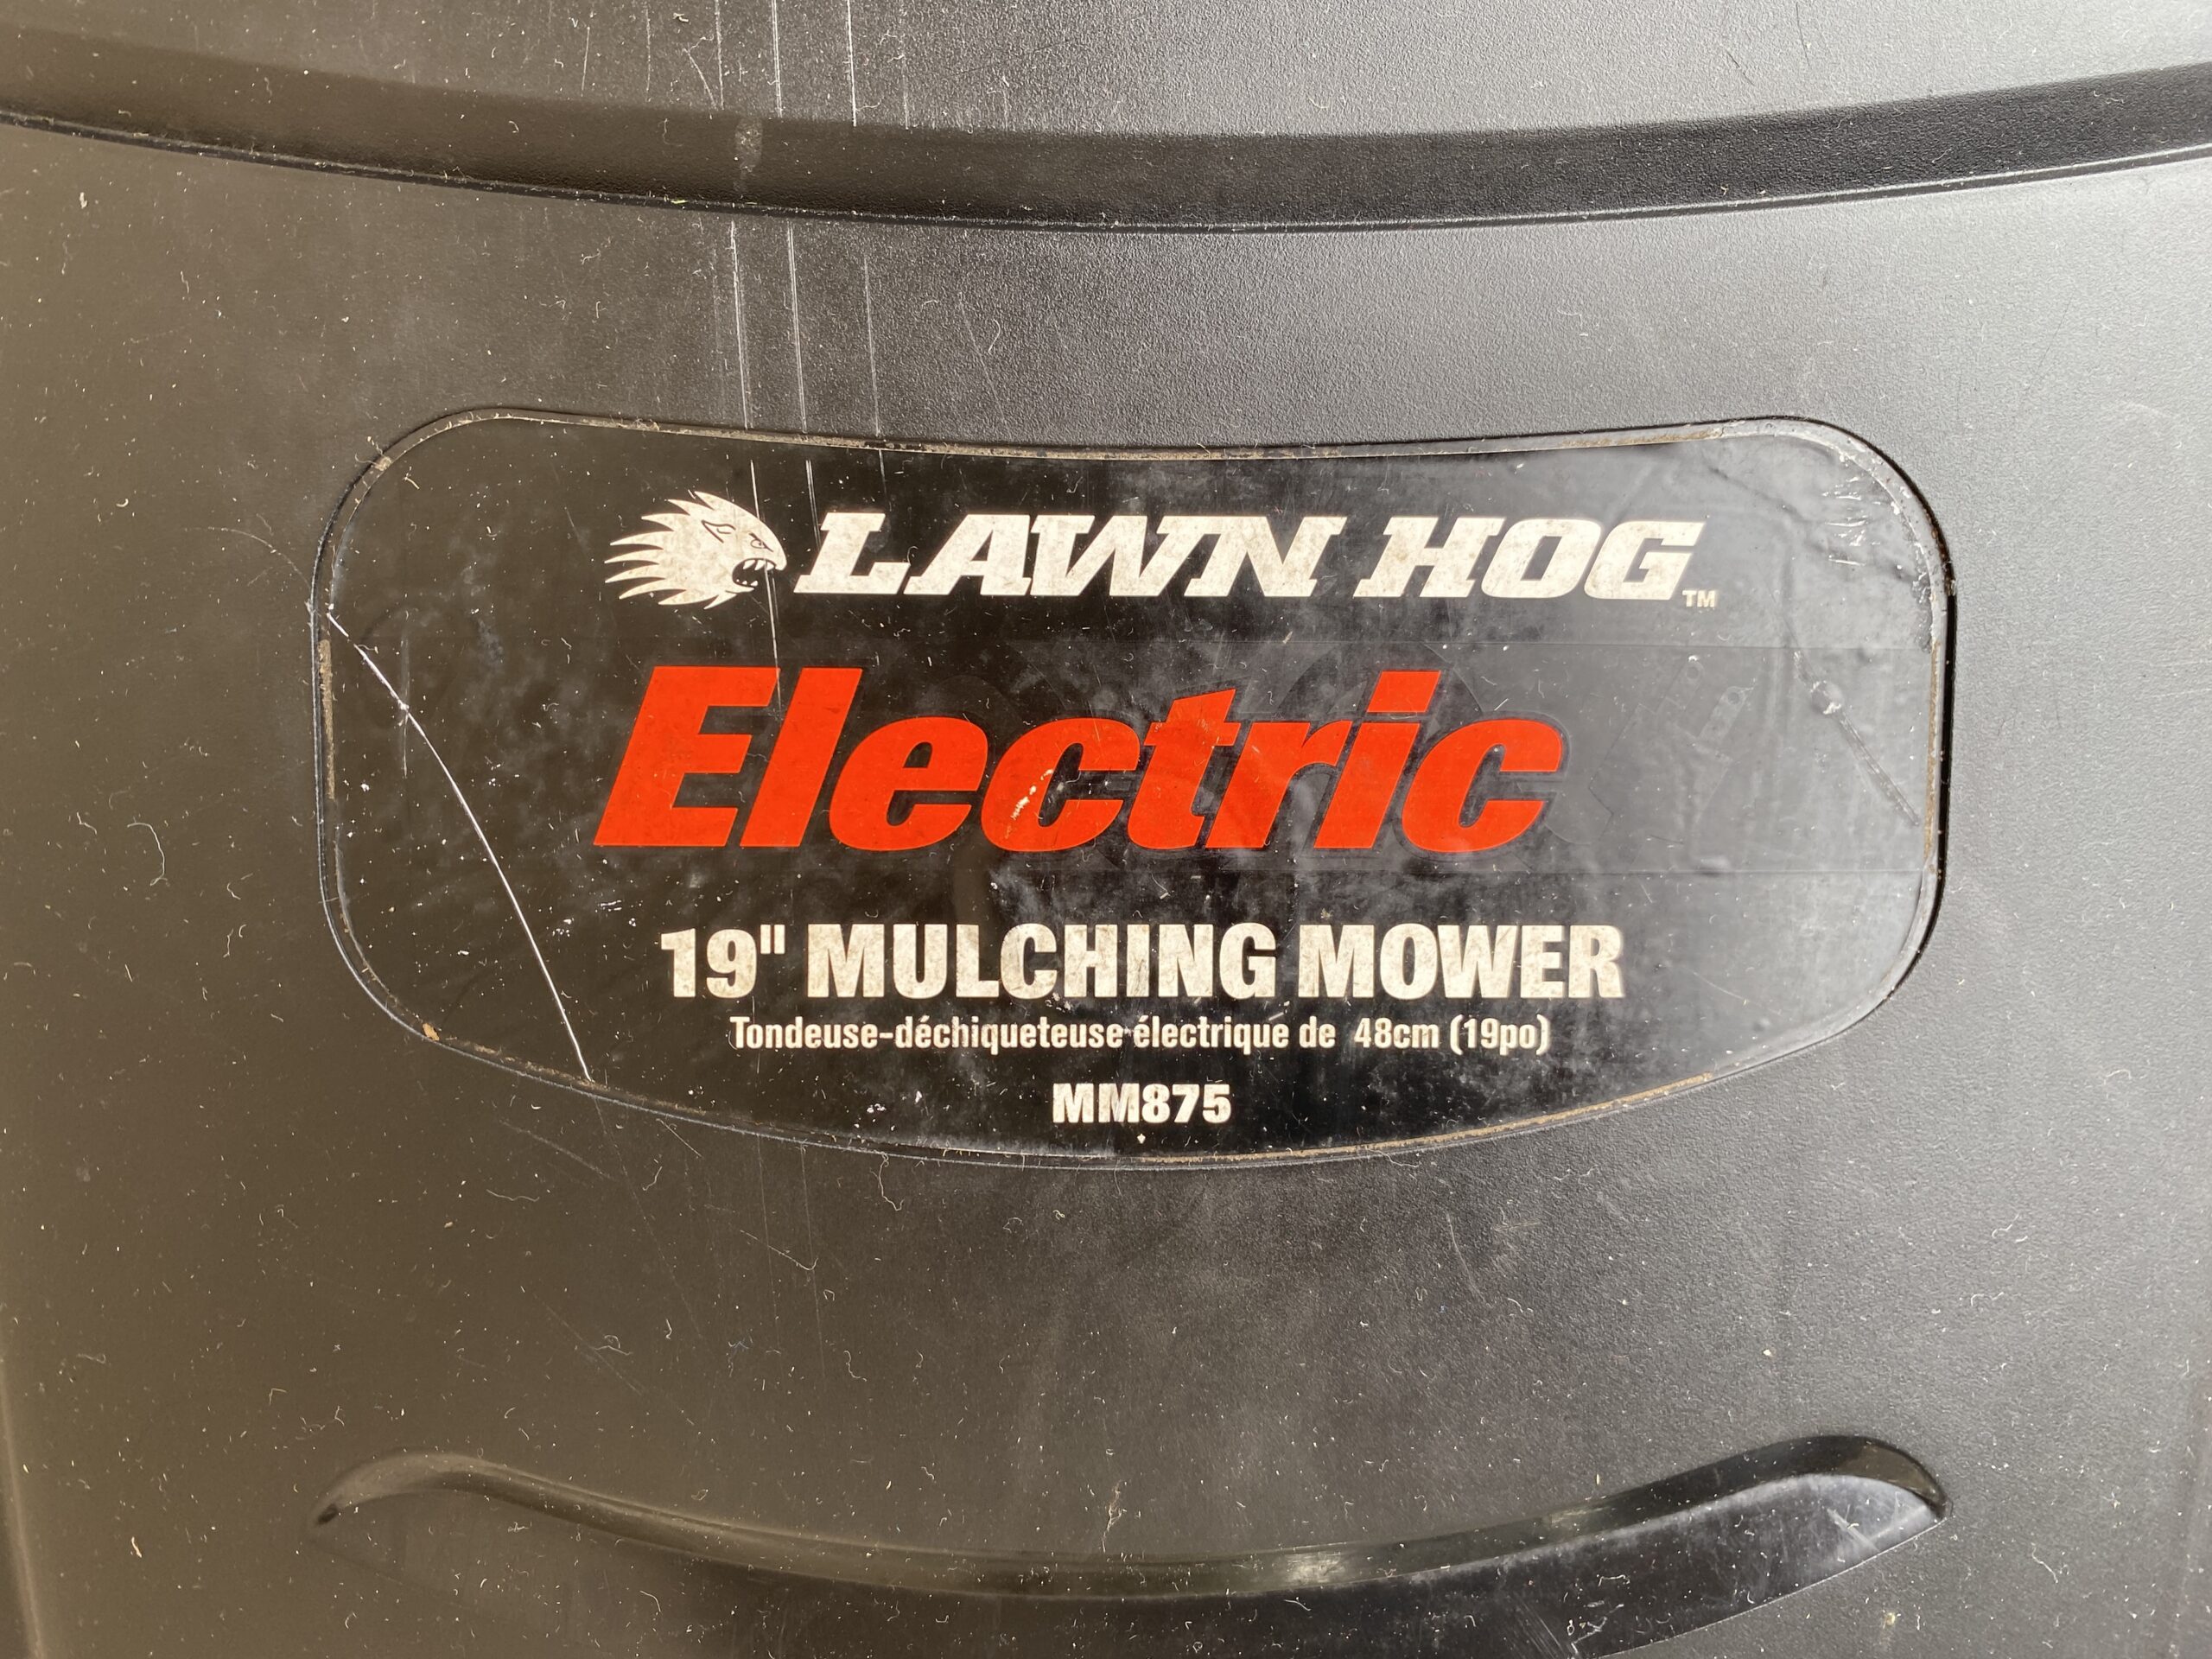 LAWN HOG™
Electric
19" MULCHING MOWER
Tondeuse-déchiqueteuse électrique de 48cm (19po)
MM875